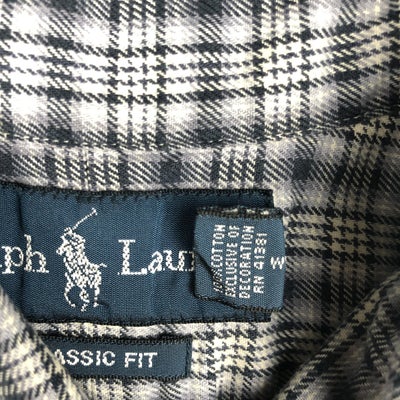 ph Lau
ASSIC FIT
COTTON
EXCLUSIVE OF
DECORATION
RN 41381
W